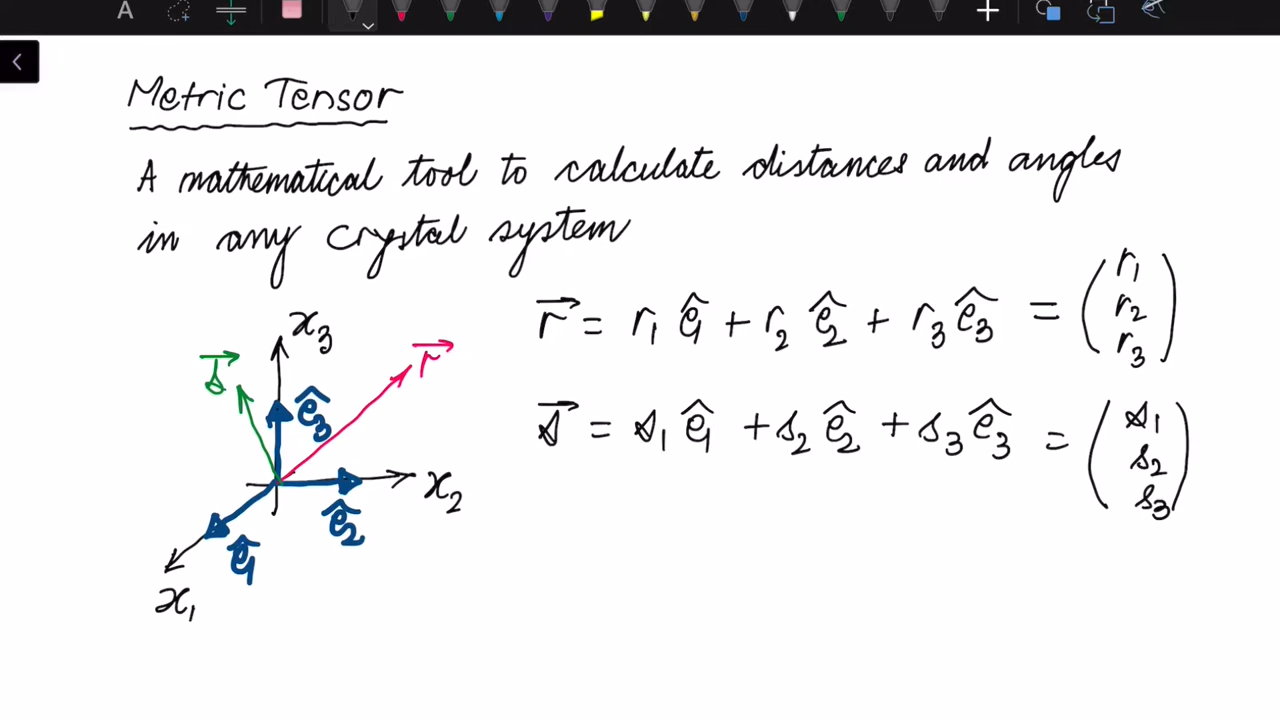 A
Metric Tensor
A mathematical tool to calculate distances and angles
in any crystal system
x₃
r⃗
s⃗
ê₃
x₂
ê₂
ê₁
x₁
r⃗ = r₁ ê₁ + r₂ ê₂ + r₃ ê₃ = (r₁ r₂ r₃)
s⃗ = s₁ ê₁ + s₂ ê₂ + s₃ ê₃ = (s₁ s₂ s₃)